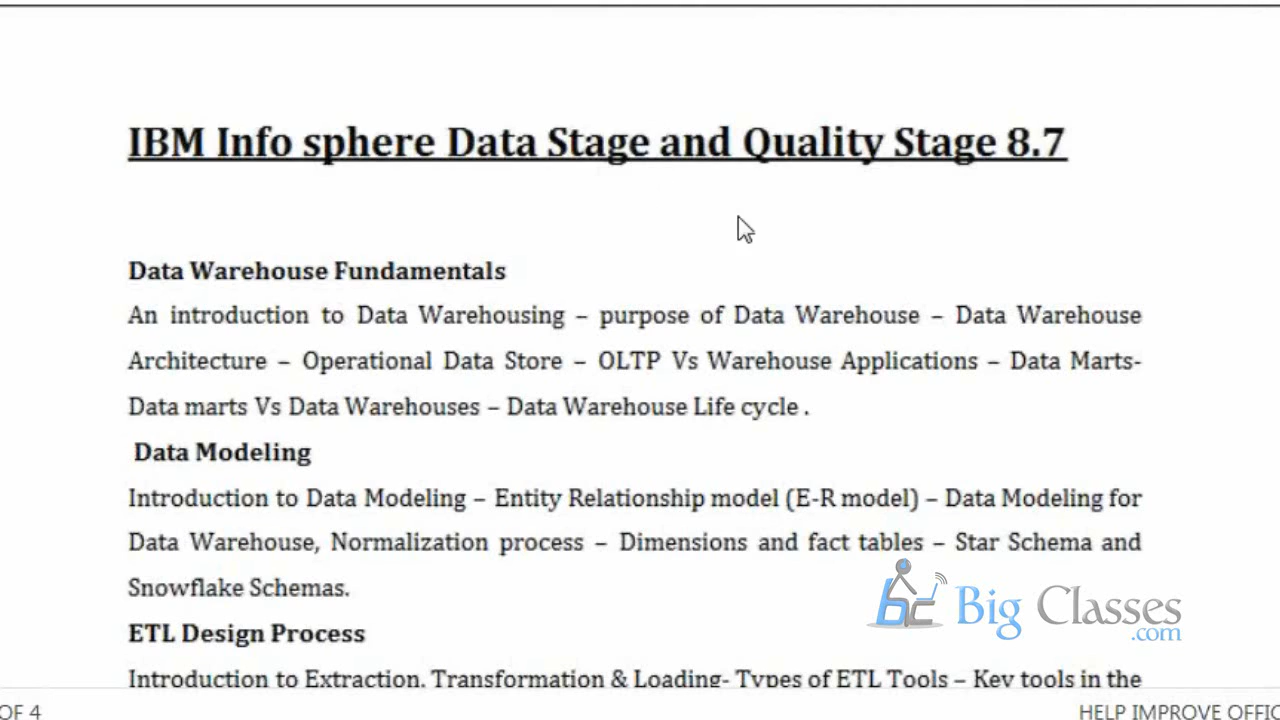 IBM Info sphere Data Stage and Quality Stage 8.7
Data Warehouse Fundamentals
An introduction to Data Warehousing – purpose of Data Warehouse – Data Warehouse
Architecture – Operational Data Store – OLTP Vs Warehouse Applications – Data Marts-
Data marts Vs Data Warehouses – Data Warehouse Life cycle .
Data Modeling
Introduction to Data Modeling – Entity Relationship model (E-R model) – Data Modeling for
Data Warehouse, Normalization process – Dimensions and fact tables – Star Schema and
Snowflake Schemas.
bc Big Classes
.com
ETL Design Process
Introduction to Extraction, Transformation & Loading- Types of ETL Tools – Key tools in the
OF 4
HELP IMPROVE OFFIC